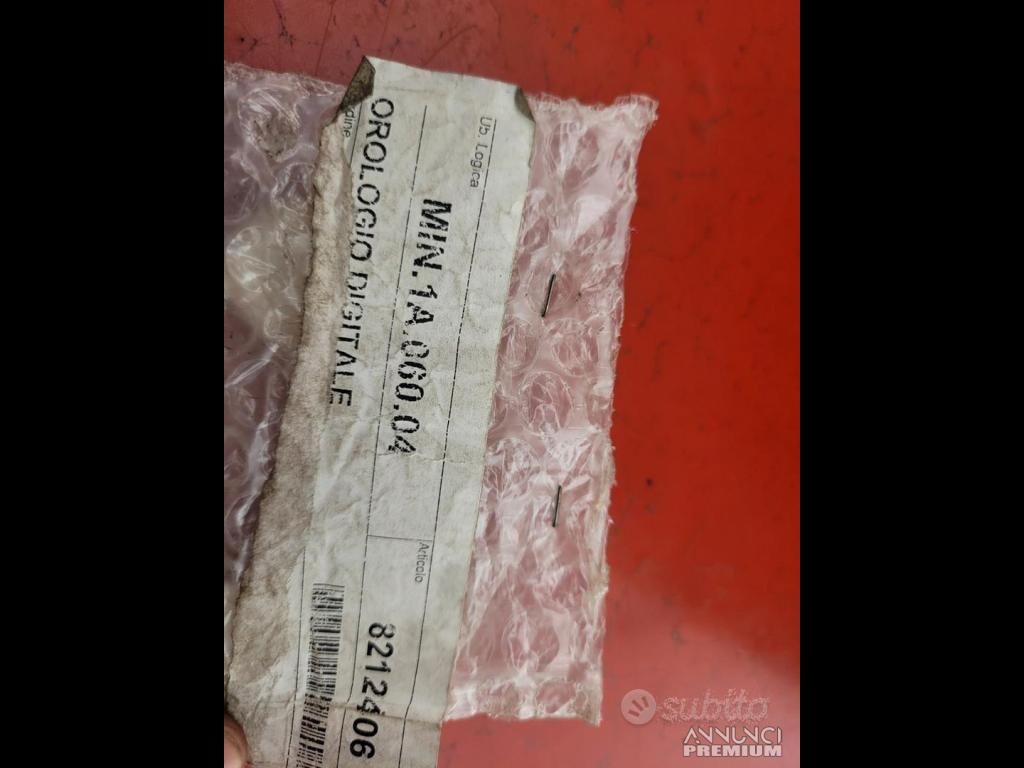 Ub. Logica
MIN.1A.060.04
OROLOGIO DIGITALE
Articolo
8212406
subito
ANNUNCI
PREMIUM